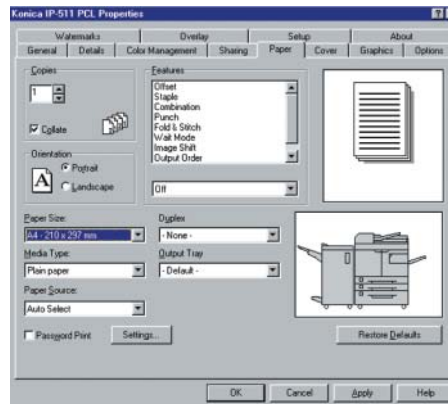 Konica IP-511 PCL Properties
Watermarks Overlay Setup About
General Details Color Management Sharing Paper Cover Graphics Options
Copies
1
Collate
Features
Offset
Staple
Combination
Punch
Fold & Stitch
Wait Mode
Image Shift
Output Order
Off
Orientation
A
Portrait
Landscape
Paper Size:
A4 - 210 x 297 mm
Duplex
- None -
Media Type:
Plain paper
Output Tray
- Default -
Paper Source:
Auto Select
Password Print
Settings...
Restore Defaults
OK Cancel Apply Help